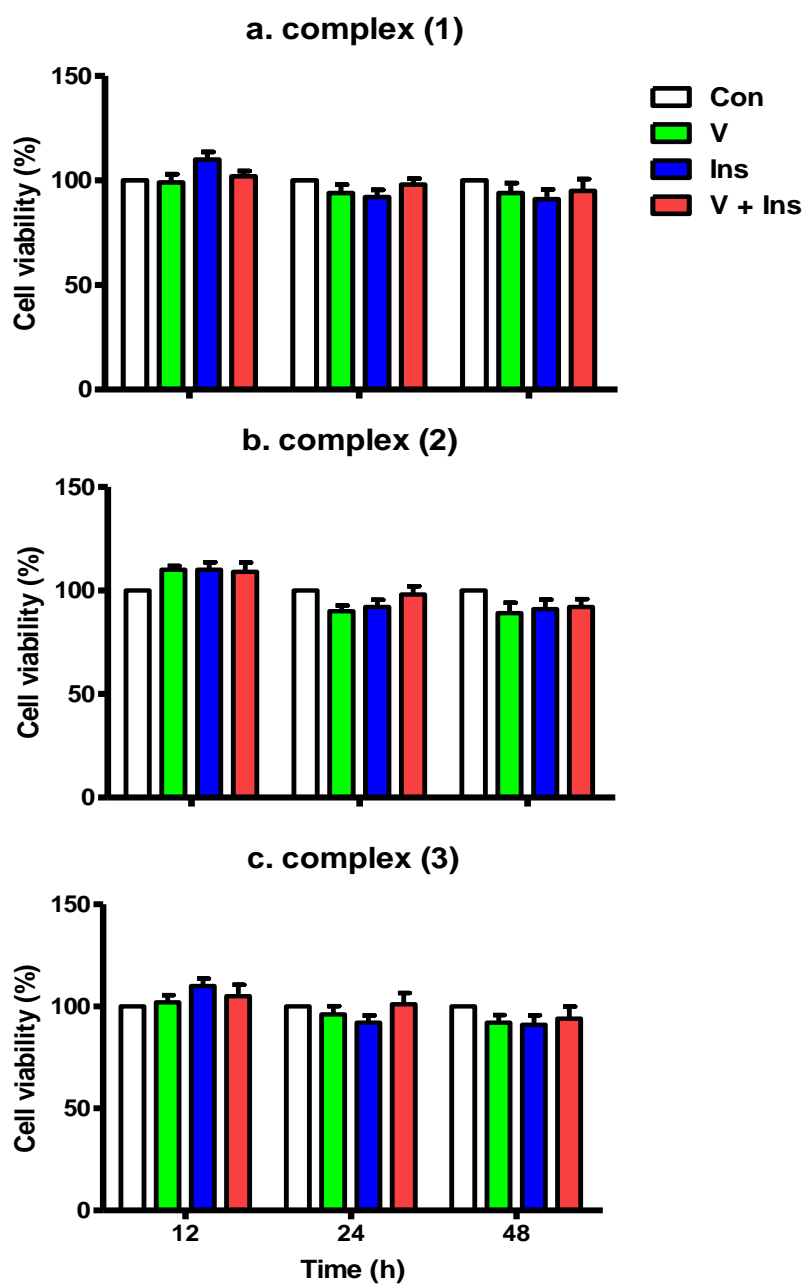 a. complex (1)
150
100
50
0
Cell viability (%)
Con
V
Ins
V + Ins
b. complex (2)
150
100
50
0
Cell viability (%)
c. complex (3)
150
100
50
0
Cell viability (%)
12 24 48
Time (h)